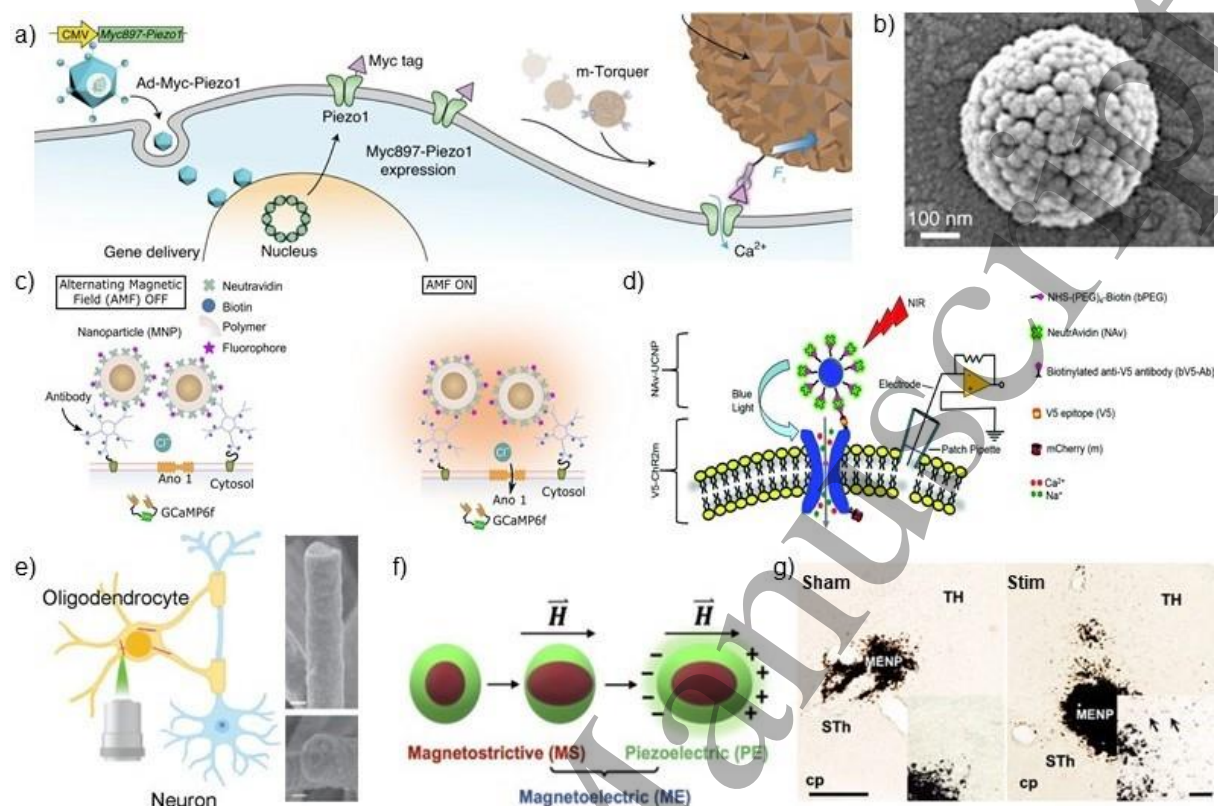 a)
CMV
Myc897-Piezo1
Ad-Myc-Piezo1
Myc tag
Piezo1
Myc897-Piezo1
expression
m-Torquer
Gene delivery
Nucleus
Ca²⁺
b)
100 nm
c)
Alternating Magnetic
Field (AMF) OFF
Neutravidin
Biotin
Polymer
Fluorophore
Nanoparticle (MNP)
Antibody
Cl⁻
Ano 1
Cytosol
GCaMP6f
AMF ON
Cl⁻
Ano 1
Cytosol
GCaMP6f
d)
NAv-UCNP
V5-ChR2m
NIR
Blue
Light
Electrode
Patch Pipette
NHS-(PEG)₄-Biotin (bPEG)
NeutrAvidin (NAv)
Biotinylated anti-V5 antibody (bV5-Ab)
V5 epitope (V5)
mCherry (m)
Ca²⁺
Na⁺
e)
Oligodendrocyte
Neuron
f)
H
H
Magnetostrictive (MS)
Piezoelectric (PE)
Magnetoelectric (ME)
g)
Sham
TH
MENP
STh
cp
Stim
TH
MENP
STh
cp